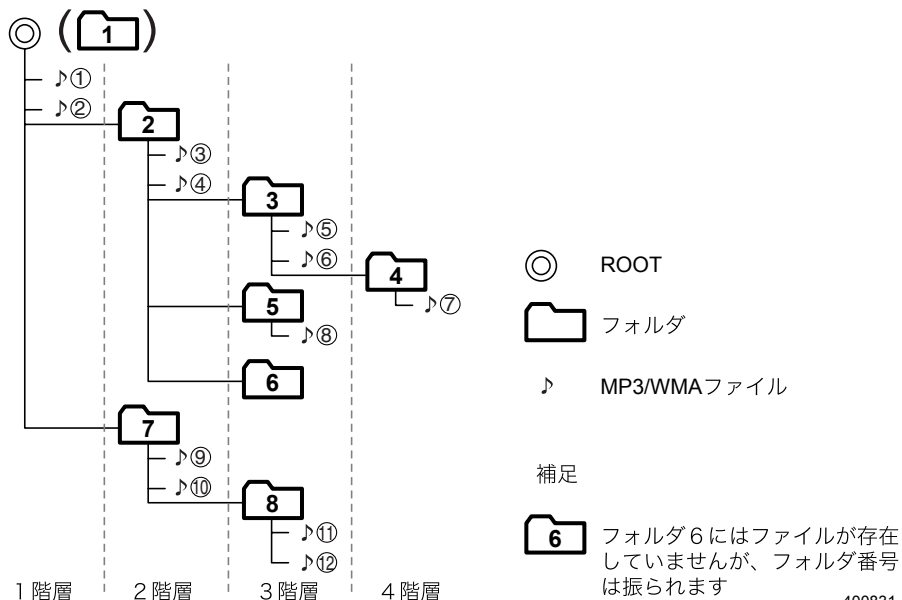 (1)
♪①
♪②
2
♪③
♪④
3
♪⑤
♪⑥
4
♪⑦
5
♪⑧
6
7
♪⑨
♪⑩
8
♪⑪
♪⑫
1階層 2階層 3階層 4階層
ROOT
フォルダ
♪ MP3/WMAファイル
補足
6 フォルダ6にはファイルが存在
していませんが、フォルダ番号
は振られます